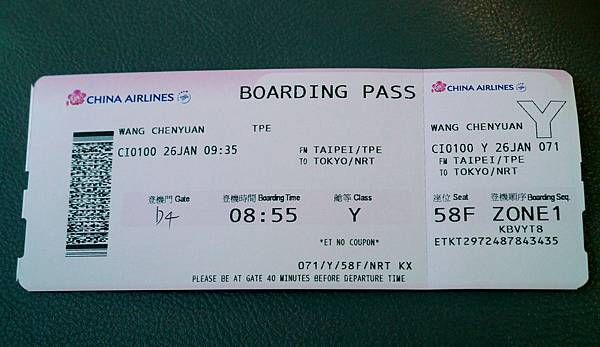 CHINA AIRLINES
BOARDING PASS
WANG CHENYUAN TPE
CI0100 26JAN 09:35
FM TAIPEI/TPE
TO TOKYO/NRT
登機門 Gate 登機時間 Boarding Time 艙等 Class
D4 08:55 Y
*ET NO COUPON*
071/Y/58F/NRT KX
PLEASE BE AT GATE 40 MINUTES BEFORE DEPARTURE TIME
CHINA AIRLINES
Y
WANG CHENYUAN
CI0100 Y 26JAN 071
FM TAIPEI/TPE
TO TOKYO/NRT
座位 Seat 登機順序 Boarding Seq.
58F ZONE1
KBVYT8
ETKT2972487843435